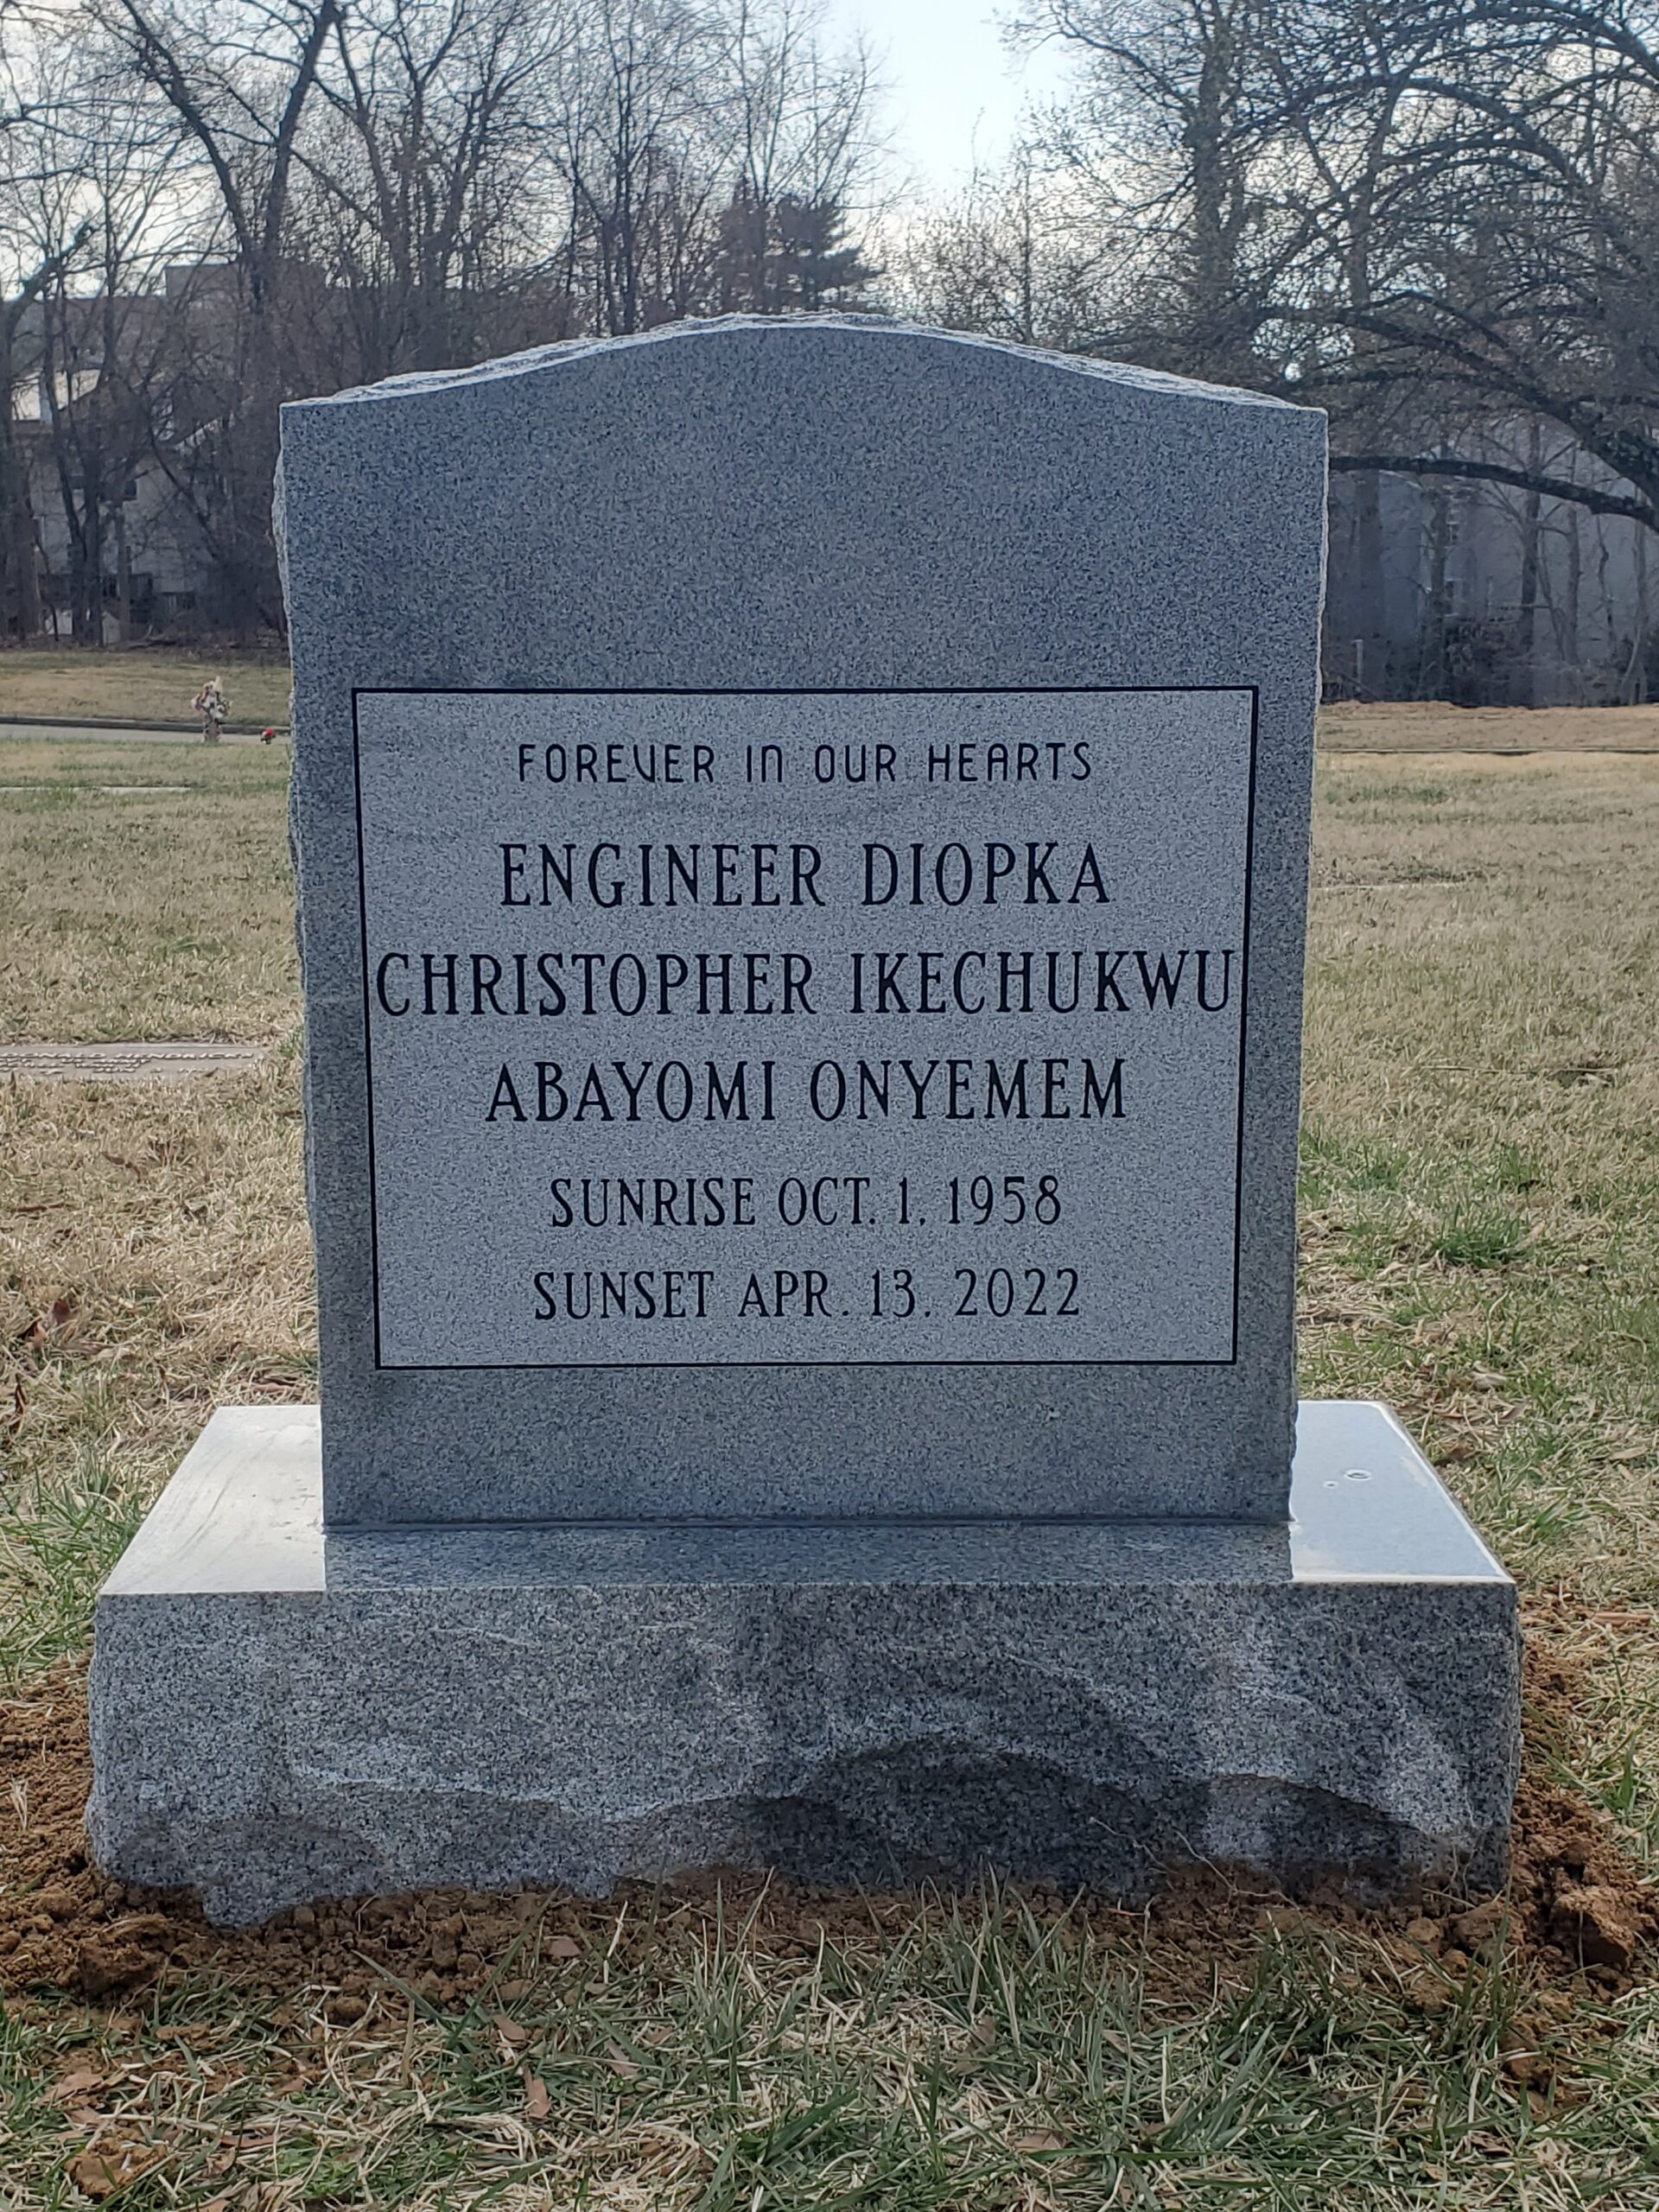 FOREVER IN OUR HEARTS
ENGINEER DIOPKA
CHRISTOPHER IKECHUKWU
ABAYOMI ONYEMEM
SUNRISE OCT. 1, 1958
SUNSET APR. 13, 2022